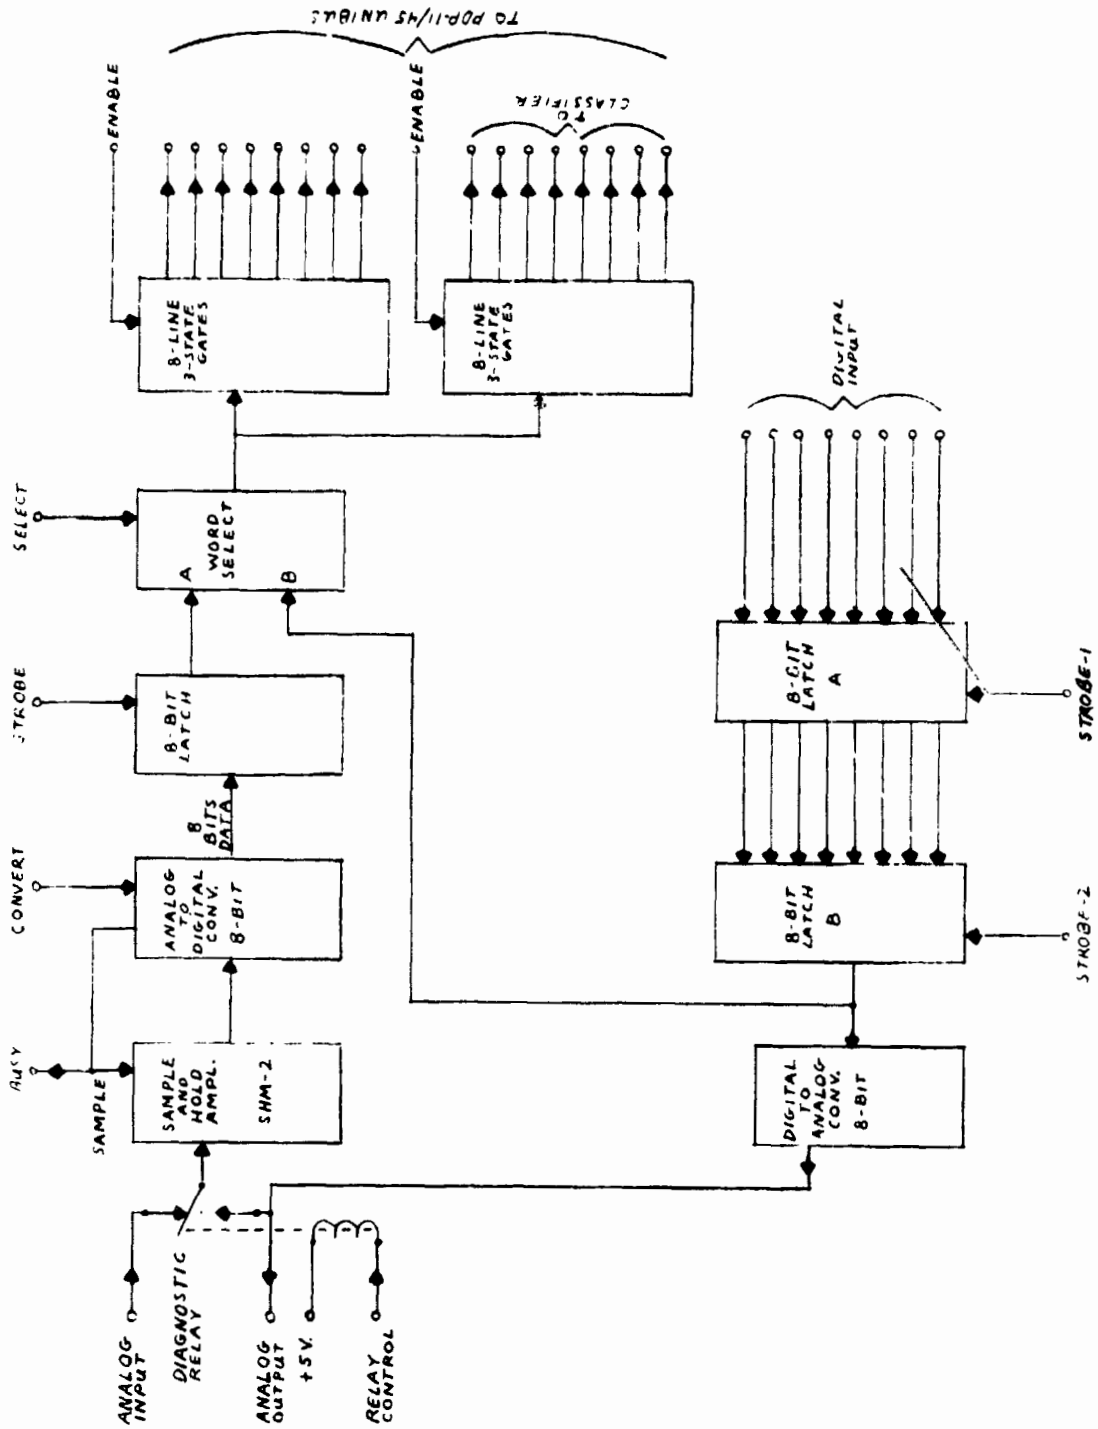 TO PDP-11/45 UNIBUS
ENABLE
ENABLE
TO
CLASSIFIER
8-LINE
3-STATE
GATES
8-LINE
3-STATE
GATES
DIGITAL
INPUT
SELECT
WORD
SELECT
A
B
STROBE
8-BIT
LATCH
8-BIT
LATCH
A
STROBE-1
8
BITS
DATA
CONVERT
ANALOG
TO
DIGITAL
CONV.
8-BIT
8-BIT
LATCH
B
STROBE-2
BUSY
SAMPLE
SAMPLE
AND
HOLD
AMPL.
SHM-2
DIGITAL
TO
ANALOG
CONV.
8-BIT
ANALOG
INPUT
DIAGNOSTIC
RELAY
ANALOG
OUTPUT
+5V.
RELAY
CONTROL